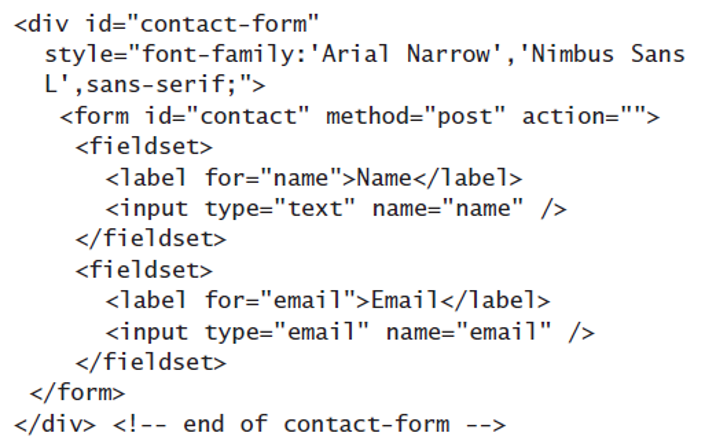 <div id="contact-form"
style="font-family:'Arial Narrow','Nimbus Sans
L',sans-serif;">
<form id="contact" method="post" action="">
<fieldset>
<label for="name">Name</label>
<input type="text" name="name" />
</fieldset>
<fieldset>
<label for="email">Email</label>
<input type="email" name="email" />
</fieldset>
</form>
</div> <!-- end of contact-form -->